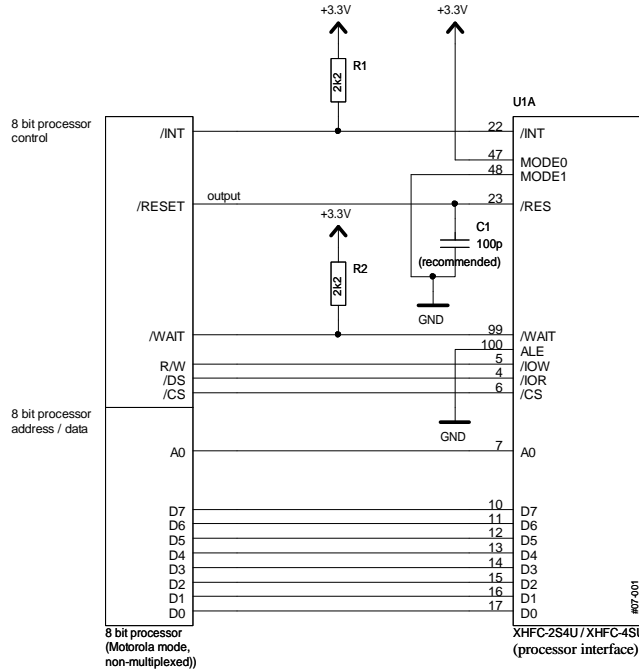 +3.3V +3.3V
R1
2k2
U1A
8 bit processor
control
/INT 22 /INT
47 MODE0
48 MODE1
/RESET output 23 /RES
+3.3V
C1
100p
(recommended)
R2
2k2
GND
/WAIT 99 /WAIT
100 ALE
R/W 5 /IOW
/DS 4 /IOR
/CS 6 /CS
8 bit processor
address / data
GND
A0 7 A0
D7 10 D7
D6 11 D6
D5 12 D5
D4 13 D4
D3 14 D3
D2 15 D2
D1 16 D1
D0 17 D0
#07-001
8 bit processor
(Motorola mode,
non-multiplexed))
XHFC-2S4U / XHFC-4SU
(processor interface)